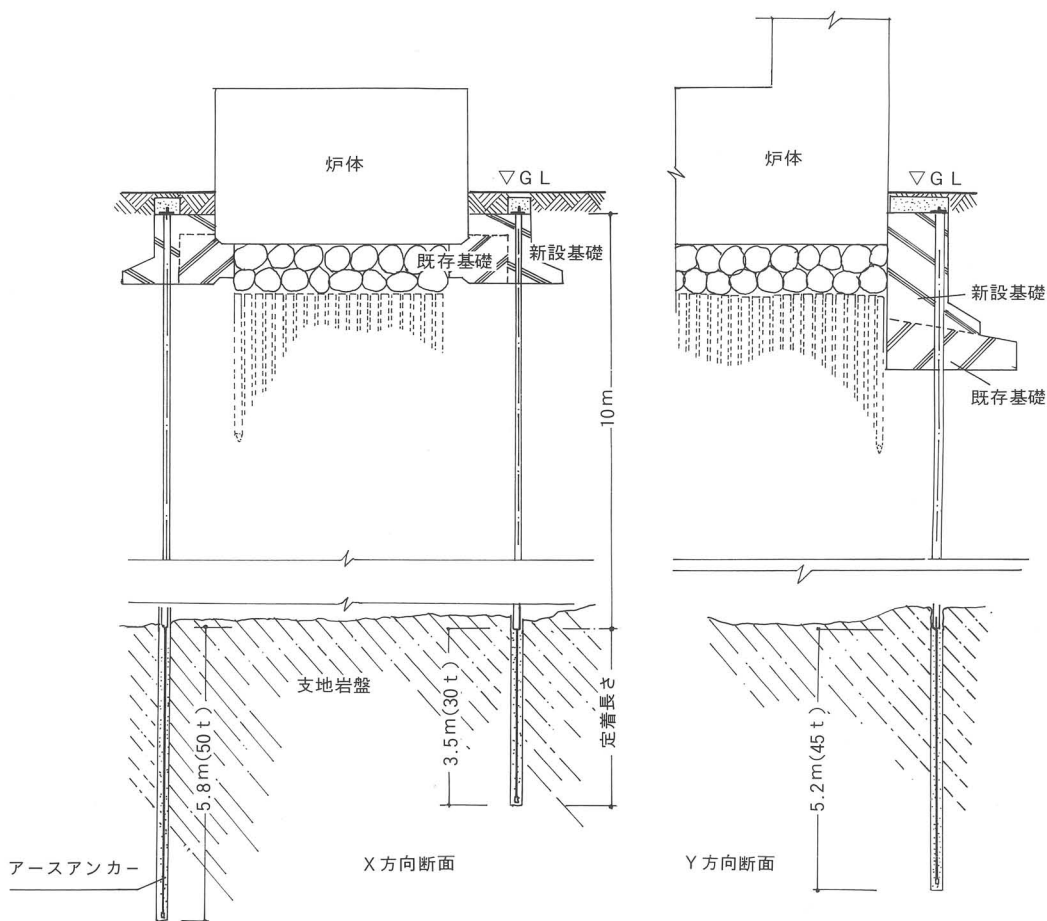 炉体
炉体
▽GL
▽GL
既存基礎
新設基礎
新設基礎
既存基礎
10m
支地岩盤
5.8m(50t)
3.5m(30t)
定着長さ
5.2m(45t)
アースアンカー
X方向断面
Y方向断面